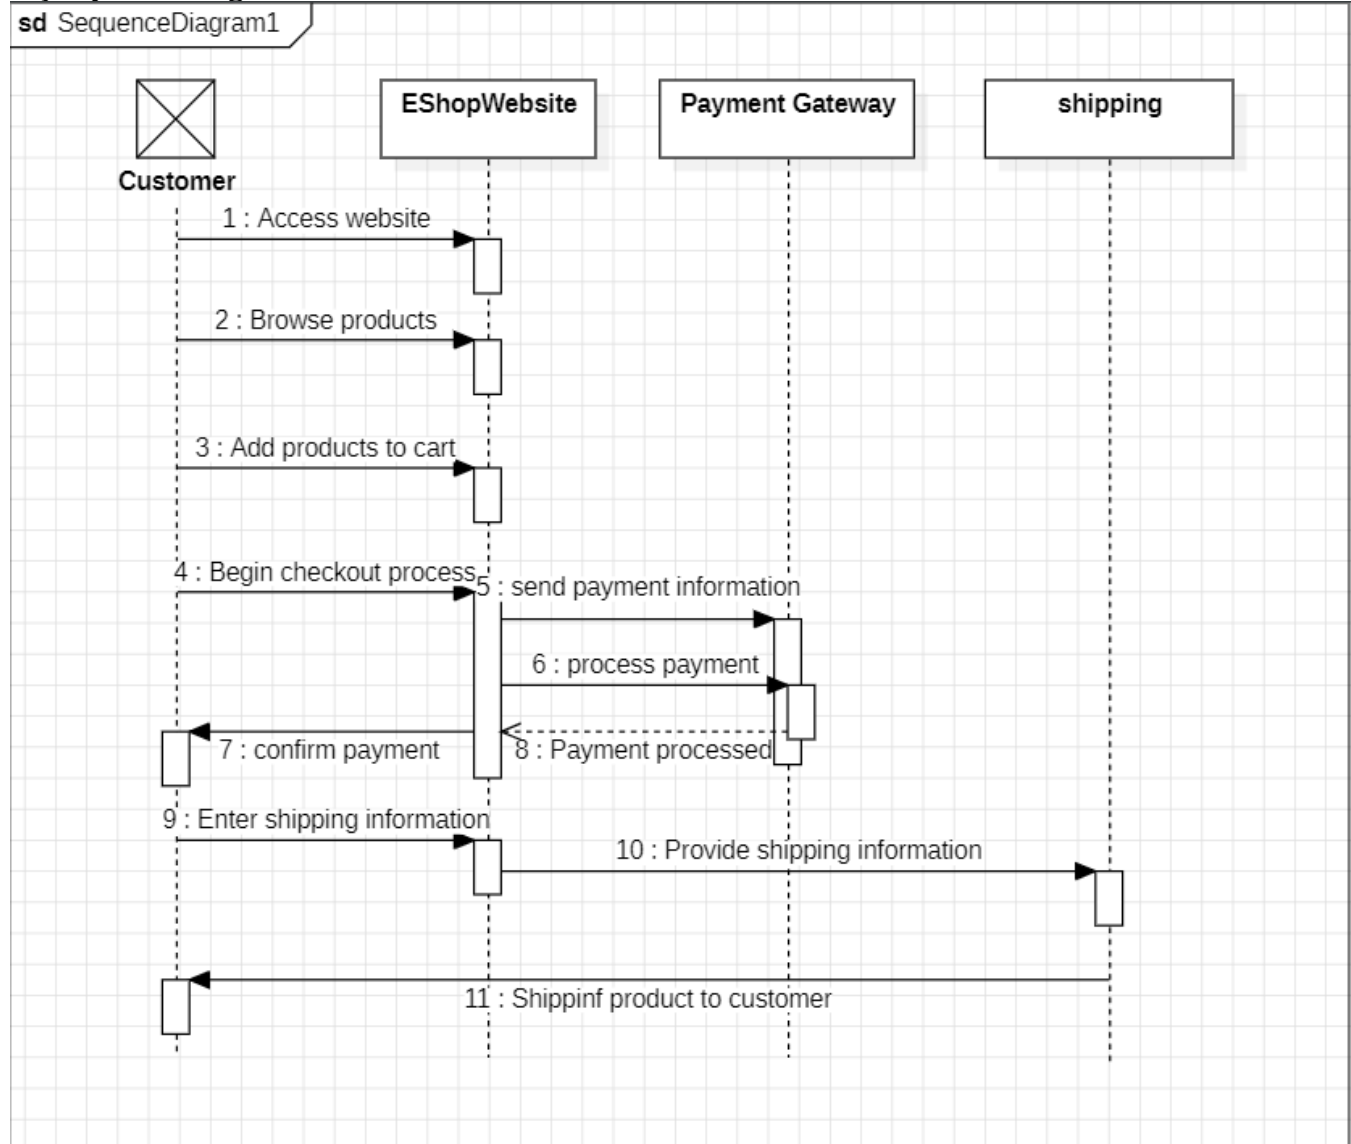 sd SequenceDiagram1
EShopWebsite
Payment Gateway
shipping
Customer
1 : Access website
2 : Browse products
3 : Add products to cart
4 : Begin checkout process
5 : send payment information
6 : process payment
7 : confirm payment
8 : Payment processed
9 : Enter shipping information
10 : Provide shipping information
11 : Shippinf product to customer